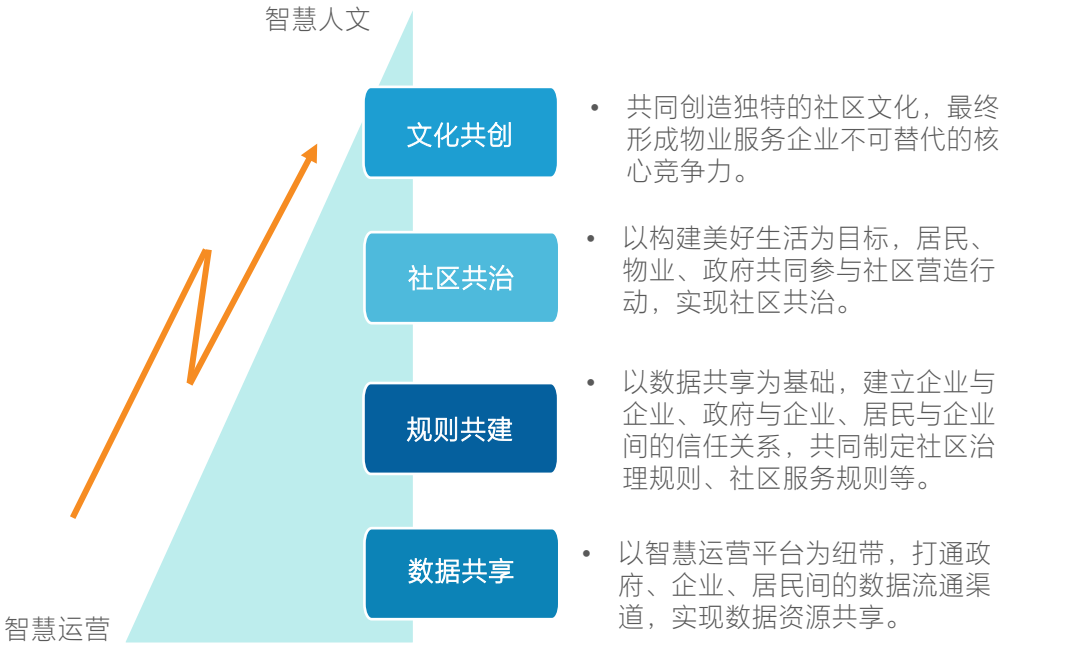 智慧人文
文化共创
• 共同创造独特的社区文化，最终
形成物业服务企业不可替代的核
心竞争力。
社区共治
• 以构建美好生活为目标，居民、
物业、政府共同参与社区营造行
动，实现社区共治。
规则共建
• 以数据共享为基础，建立企业与
企业、政府与企业、居民与企业
间的信任关系，共同制定社区治
理规则、社区服务规则等。
数据共享
• 以智慧运营平台为纽带，打通政
府、企业、居民间的数据流通渠
道，实现数据资源共享。
智慧运营